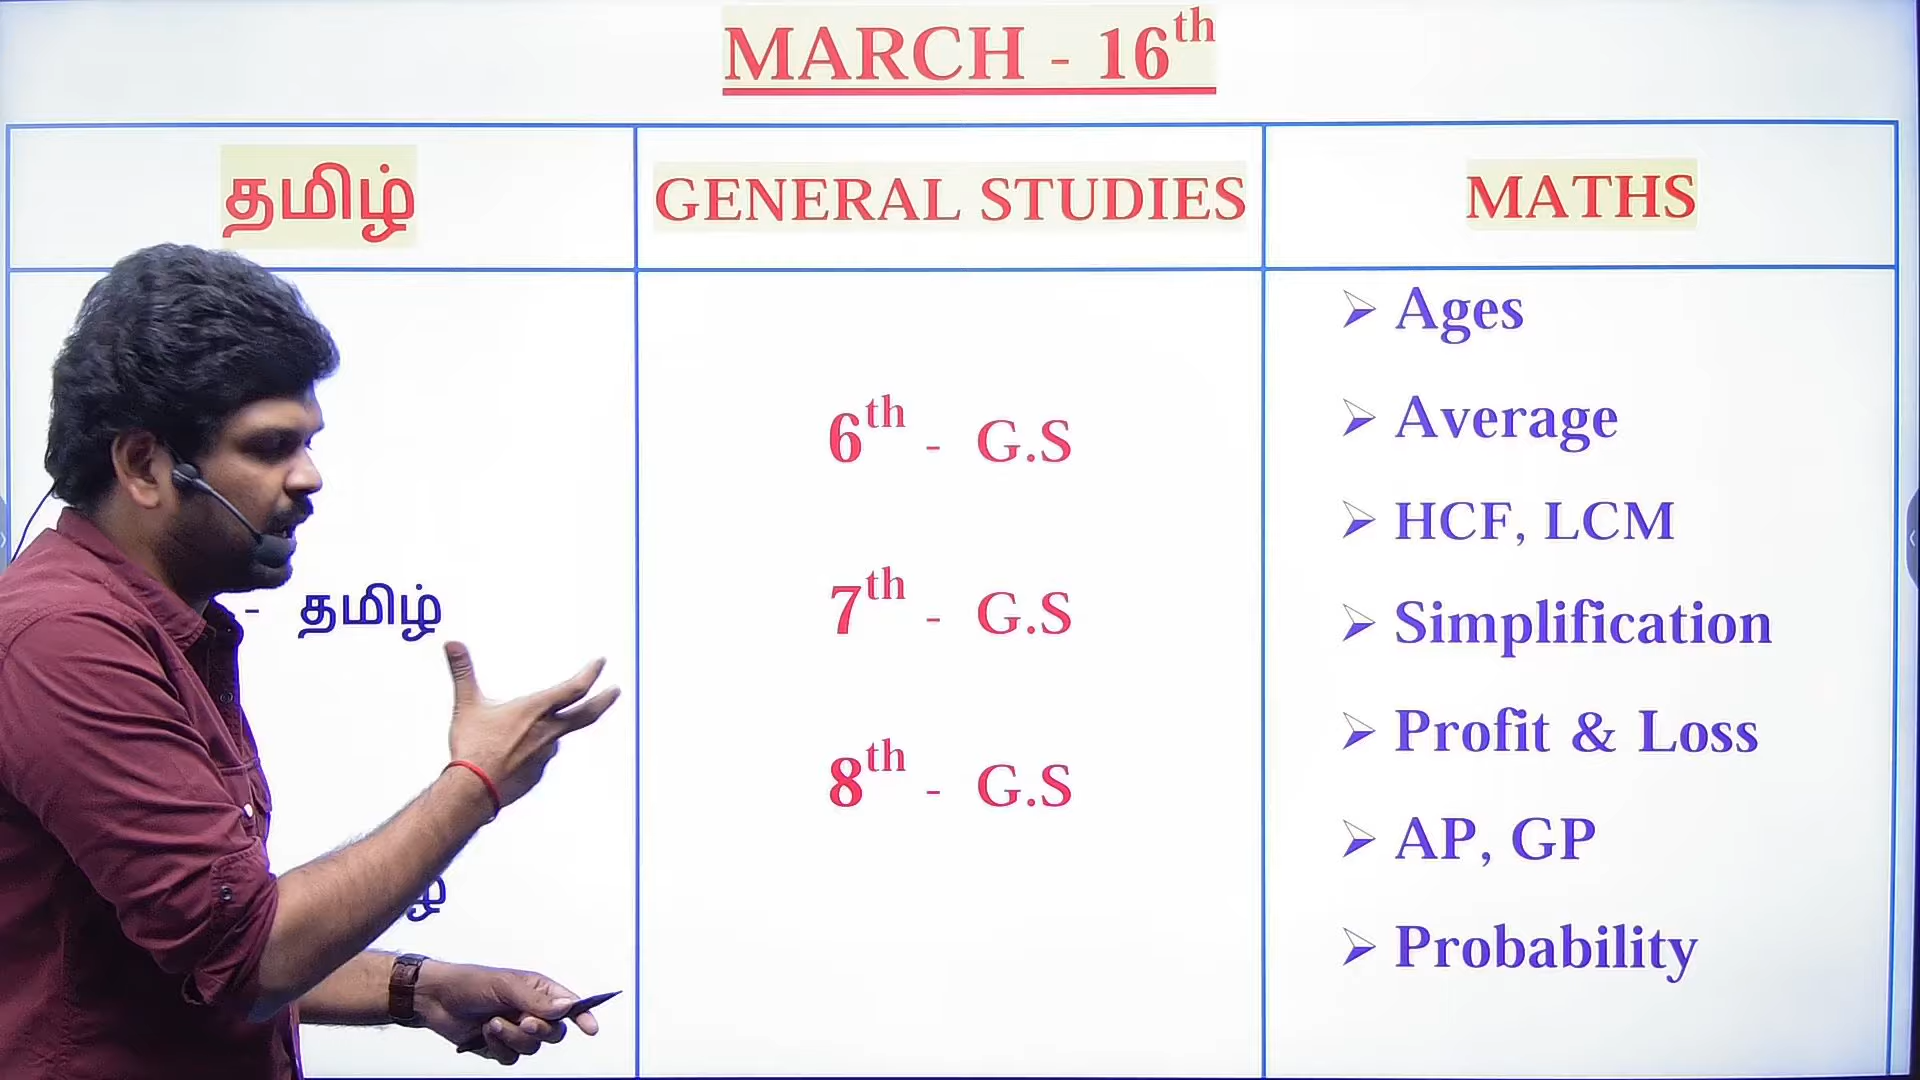 MARCH - 16th
தமிழ்
GENERAL STUDIES
MATHS
- தமிழ்
6th - G.S
7th - G.S
8th - G.S
➢ Ages
➢ Average
➢ HCF, LCM
➢ Simplification
➢ Profit & Loss
➢ AP, GP
➢ Probability